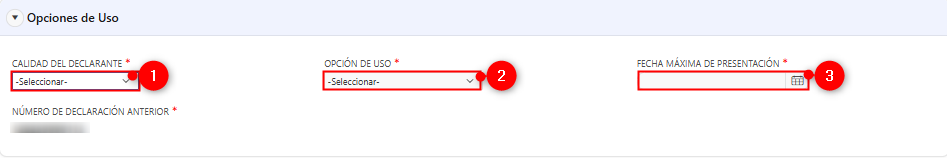 Opciones de Uso
CALIDAD DEL DECLARANTE *
-Seleccionar-
1
OPCIÓN DE USO *
-Seleccionar-
2
FECHA MÁXIMA DE PRESENTACIÓN *
3
NÚMERO DE DECLARACIÓN ANTERIOR *